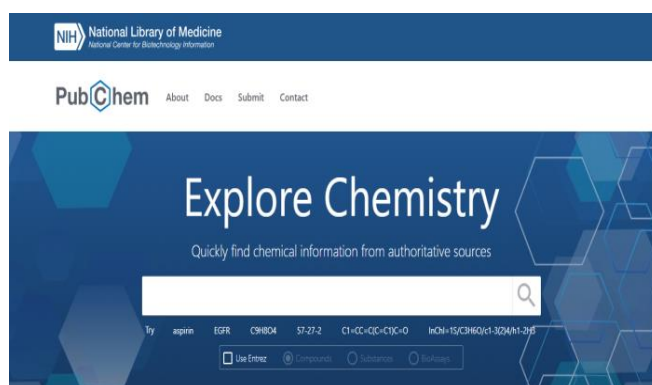 NIH National Library of Medicine
National Center for Biotechnology Information
PubChem About Docs Submit Contact
Explore Chemistry
Quickly find chemical information from authoritative sources
Try aspirin EGFR C9H8O4 57-27-2 C1=CC=C(C=C1)C=O InChI=1S/C3H6O/c1-3(2)4/h1-2H3
Use Entrez Compounds Substances BioAssays